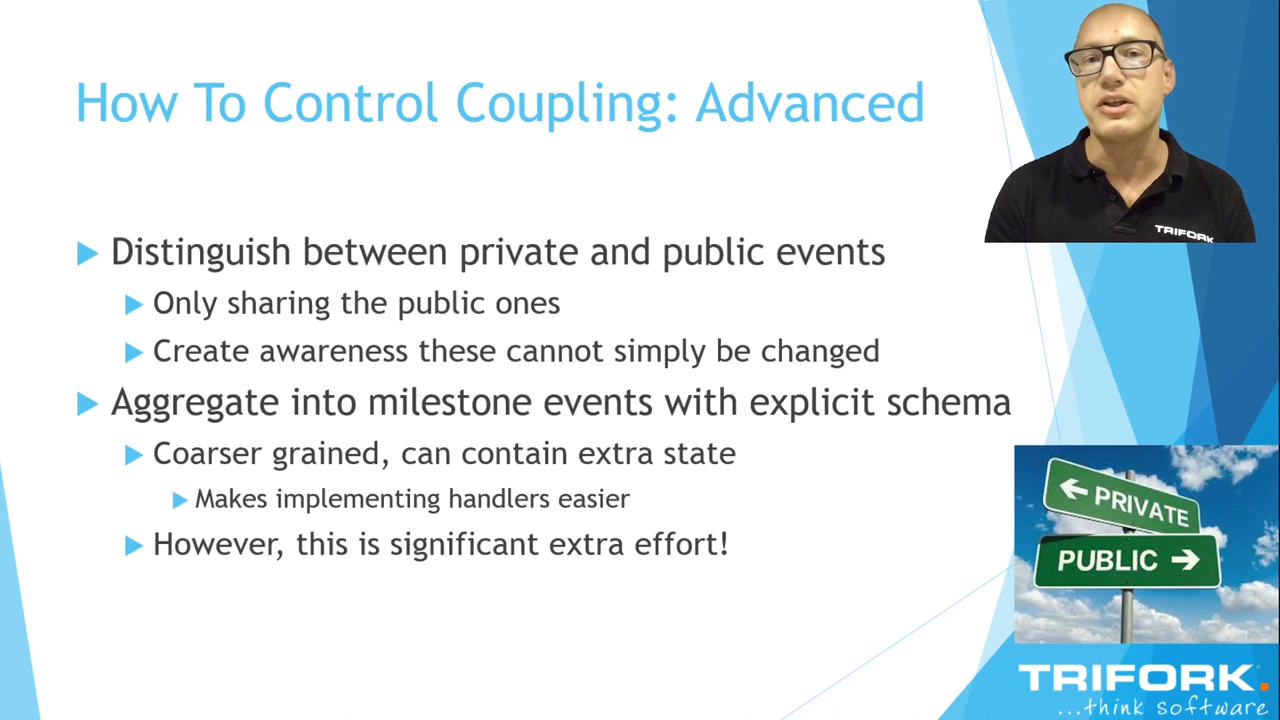 How To Control Coupling: Advanced
Distinguish between private and public events
Only sharing the public ones
Create awareness these cannot simply be changed
Aggregate into milestone events with explicit schema
Coarser grained, can contain extra state
Makes implementing handlers easier
However, this is significant extra effort!
TRIFORK
PRIVATE
PUBLIC
TRIFORK.
...think software